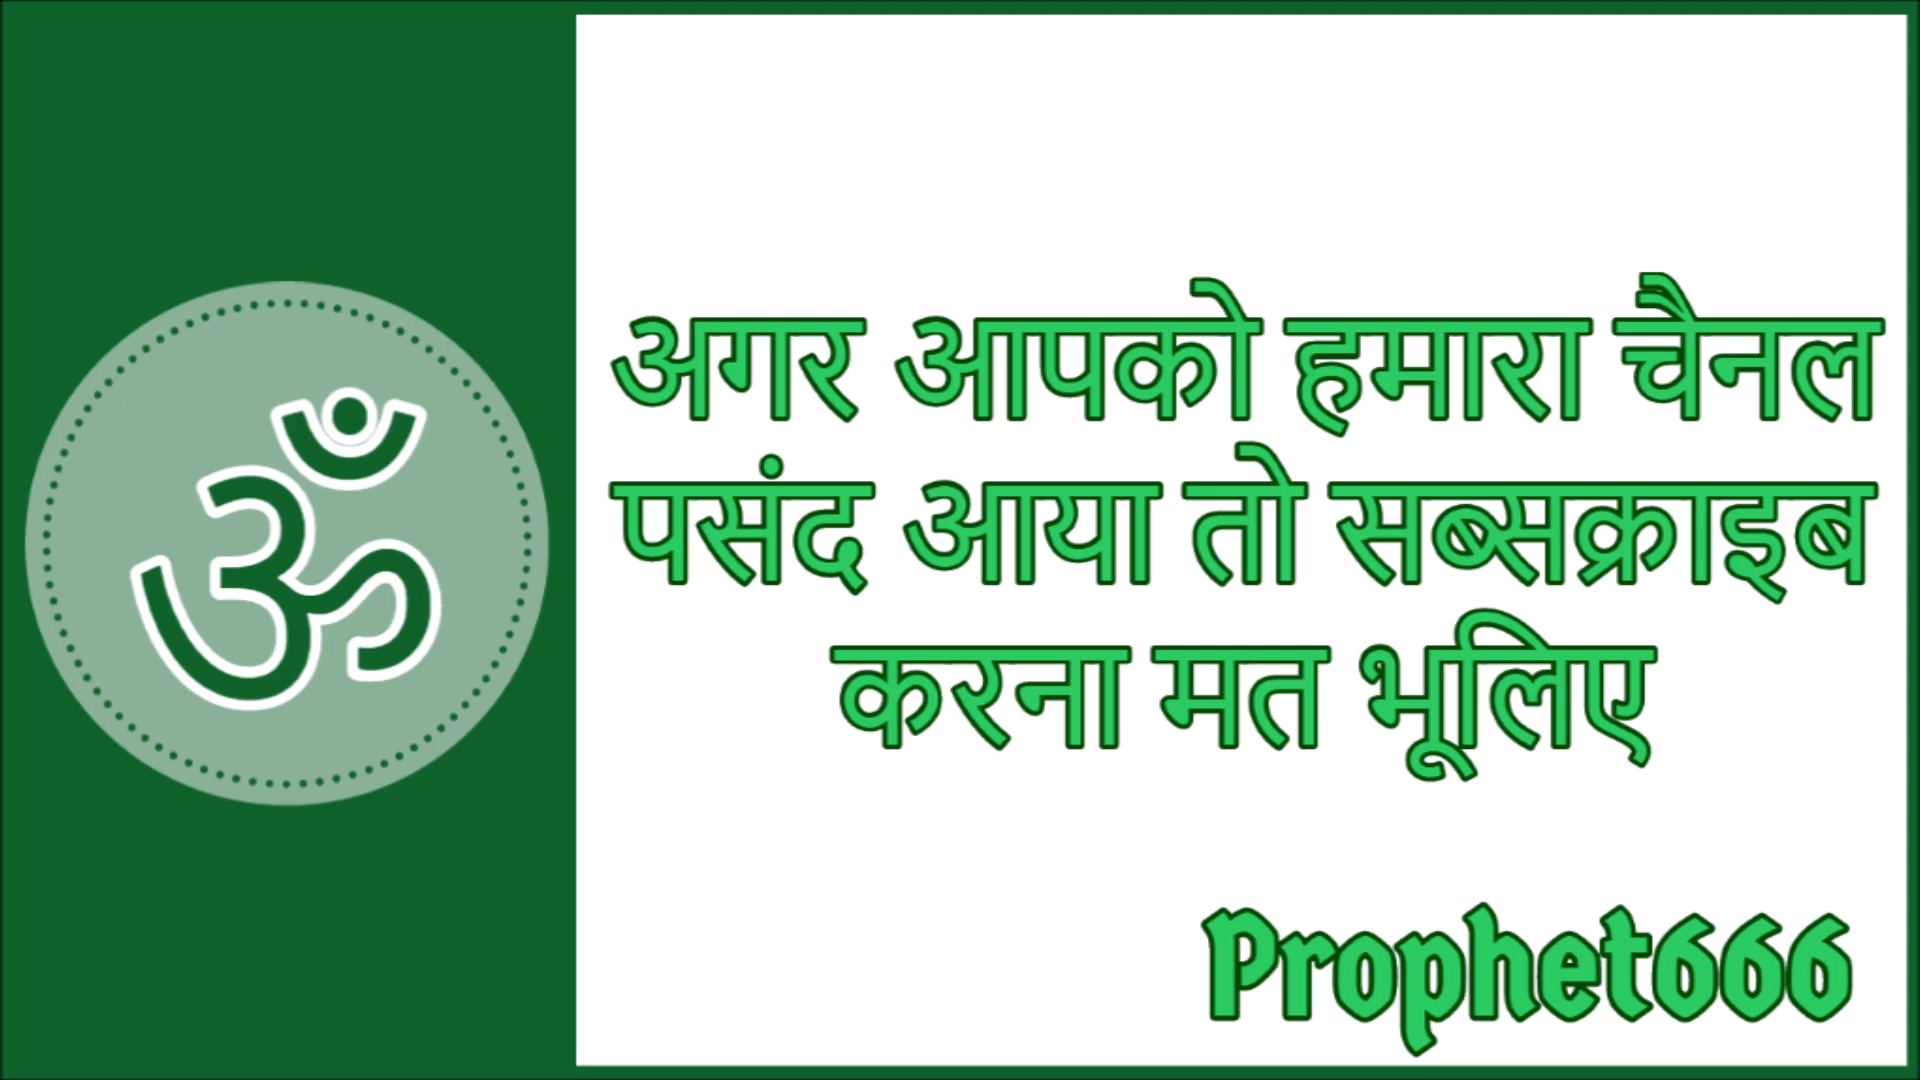 ॐ
अगर आपको हमारा चैनल
पसंद आया तो सब्सक्राइब
करना मत भूलिए
Prophet666